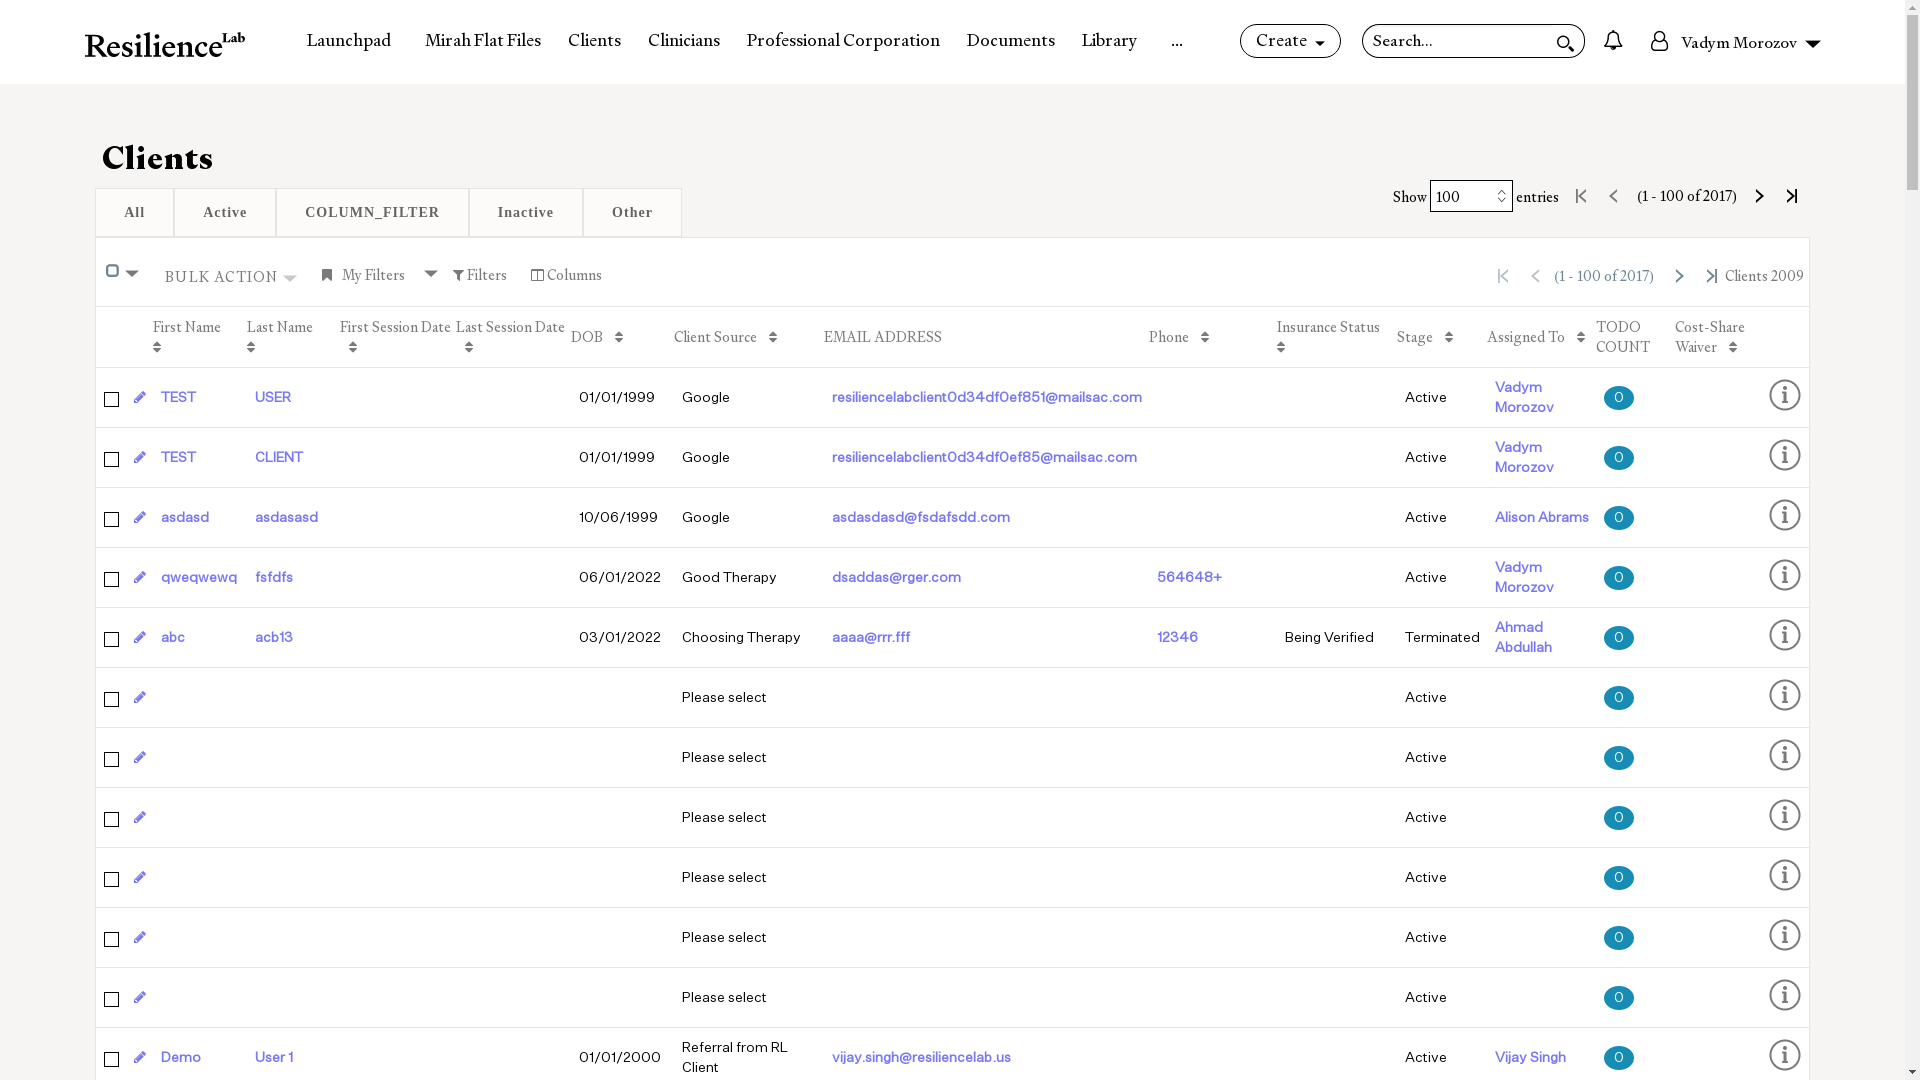 ResilienceLab
Launchpad Mirah Flat Files Clients Clinicians Professional Corporation Documents Library ... Create Search... Vadym Morozov
Clients
All Active COLUMN_FILTER Inactive Other
Show 100 entries (1 - 100 of 2017)
BULK ACTION My Filters Filters Columns (1 - 100 of 2017) Clients 2009
First Name Last Name First Session Date Last Session Date DOB Client Source EMAIL ADDRESS Phone Insurance Status Stage Assigned To TODO COUNT Cost-Share Waiver
TEST USER 01/01/1999 Google resiliencelabclient0d34df0ef851@mailsac.com Active Vadym Morozov 0
TEST CLIENT 01/01/1999 Google resiliencelabclient0d34df0ef85@mailsac.com Active Vadym Morozov 0
asdasd asdasasd 10/06/1999 Google asdasdasd@fsdafsdd.com Active Alison Abrams 0
qweqwewq fsfdfs 06/01/2022 Good Therapy dsaddas@rger.com 564648+ Active Vadym Morozov 0
abc acb13 03/01/2022 Choosing Therapy aaaa@rrr.fff 12346 Being Verified Terminated Ahmad Abdullah 0
Please select Active 0
Please select Active 0
Please select Active 0
Please select Active 0
Please select Active 0
Please select Active 0
Demo User 1 01/01/2000 Referral from RL Client vijay.singh@resiliencelab.us Active Vijay Singh 0